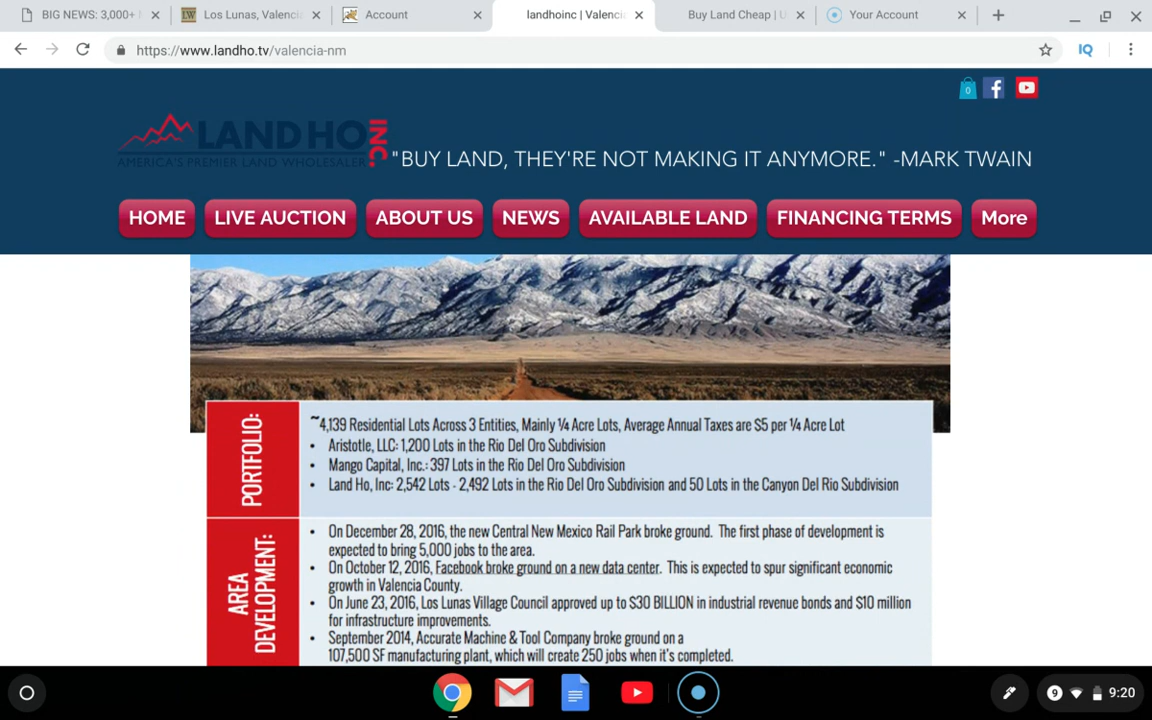 BIG NEWS: 3,000+
Los Lunas, Valenci
Account
landhoinc | Valenci
Buy Land Cheap | U
Your Account
https://www.landho.tv/valencia-nm
IQ
0
LAND HO INC.
AMERICA'S PREMIER LAND WHOLESALER
"BUY LAND, THEY'RE NOT MAKING IT ANYMORE." -MARK TWAIN
HOME
LIVE AUCTION
ABOUT US
NEWS
AVAILABLE LAND
FINANCING TERMS
More
PORTFOLIO:
~4,139 Residential Lots Across 3 Entities, Mainly ¼ Acre Lots, Average Annual Taxes are $5 per ¼ Acre Lot
• Aristotle, LLC: 1,200 Lots in the Rio Del Oro Subdivision
• Mango Capital, Inc.: 397 Lots in the Rio Del Oro Subdivision
• Land Ho, Inc: 2,542 Lots - 2,492 Lots in the Rio Del Oro Subdivision and 50 Lots in the Canyon Del Rio Subdivision
AREA
DEVELOPMENT:
• On December 28, 2016, the new Central New Mexico Rail Park broke ground. The first phase of development is
expected to bring 5,000 jobs to the area.
• On October 12, 2016, Facebook broke ground on a new data center. This is expected to spur significant economic
growth in Valencia County.
• On June 23, 2016, Los Lunas Village Council approved up to $30 BILLION in industrial revenue bonds and $10 million
for infrastructure improvements.
• September 2014, Accurate Machine & Tool Company broke ground on a
107,500 SF manufacturing plant, which will create 250 jobs when it's completed.
9
9:20